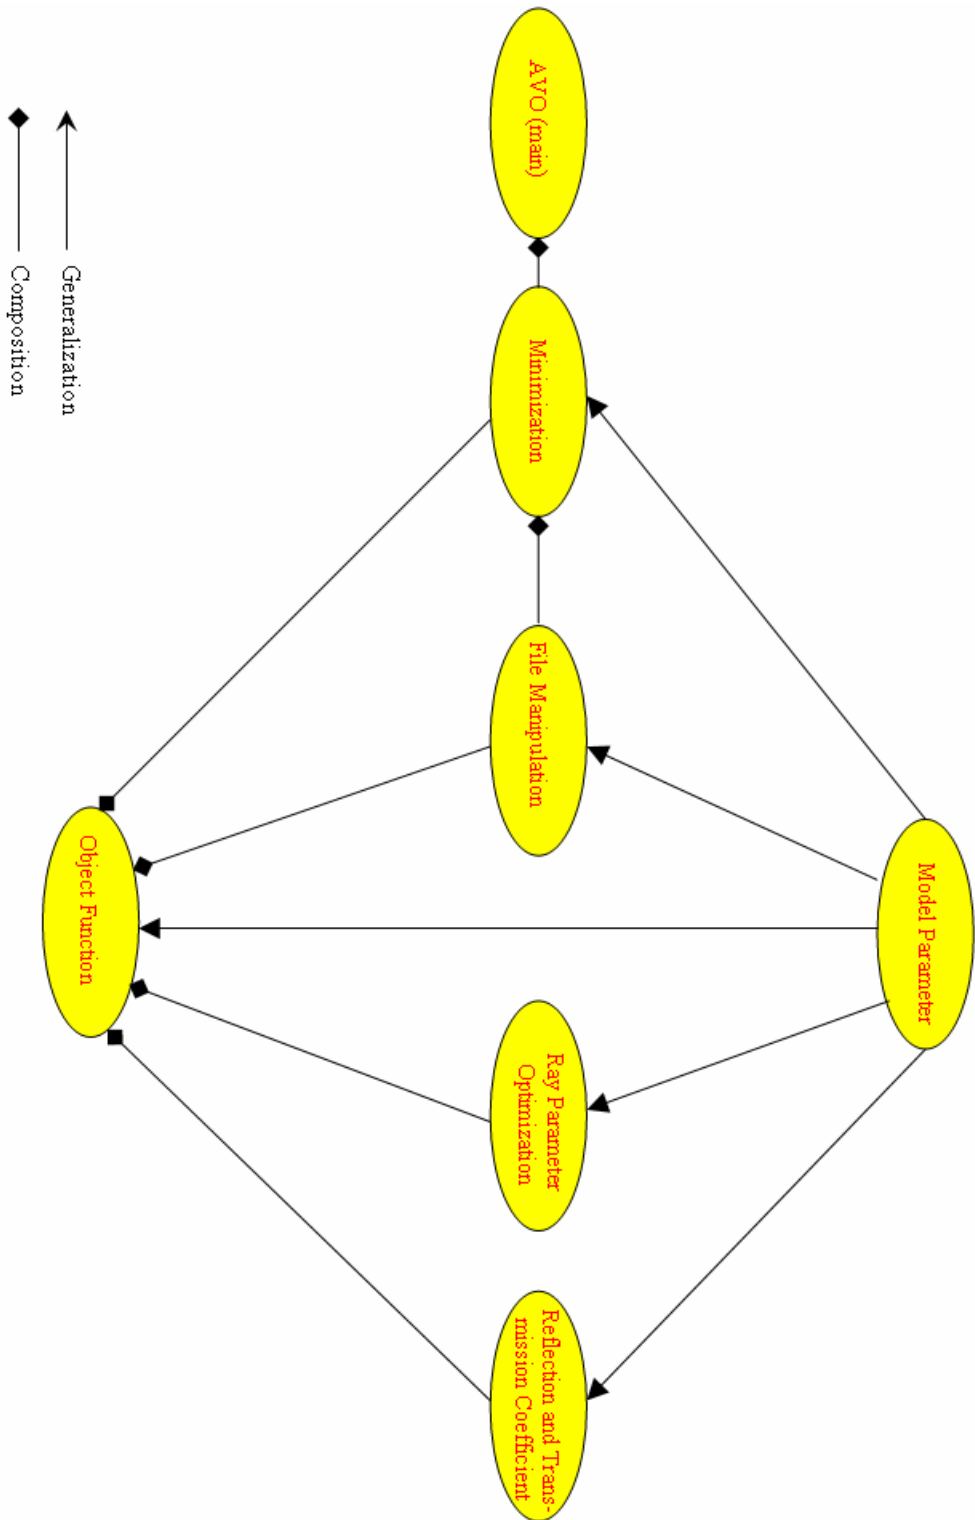 Model Parameter
AVO (main)
Minimization
File Manipulation
Ray Parameter
Optimization
Reflection and Trans-
mission Coefficient
Object Function
Generalization
Composition